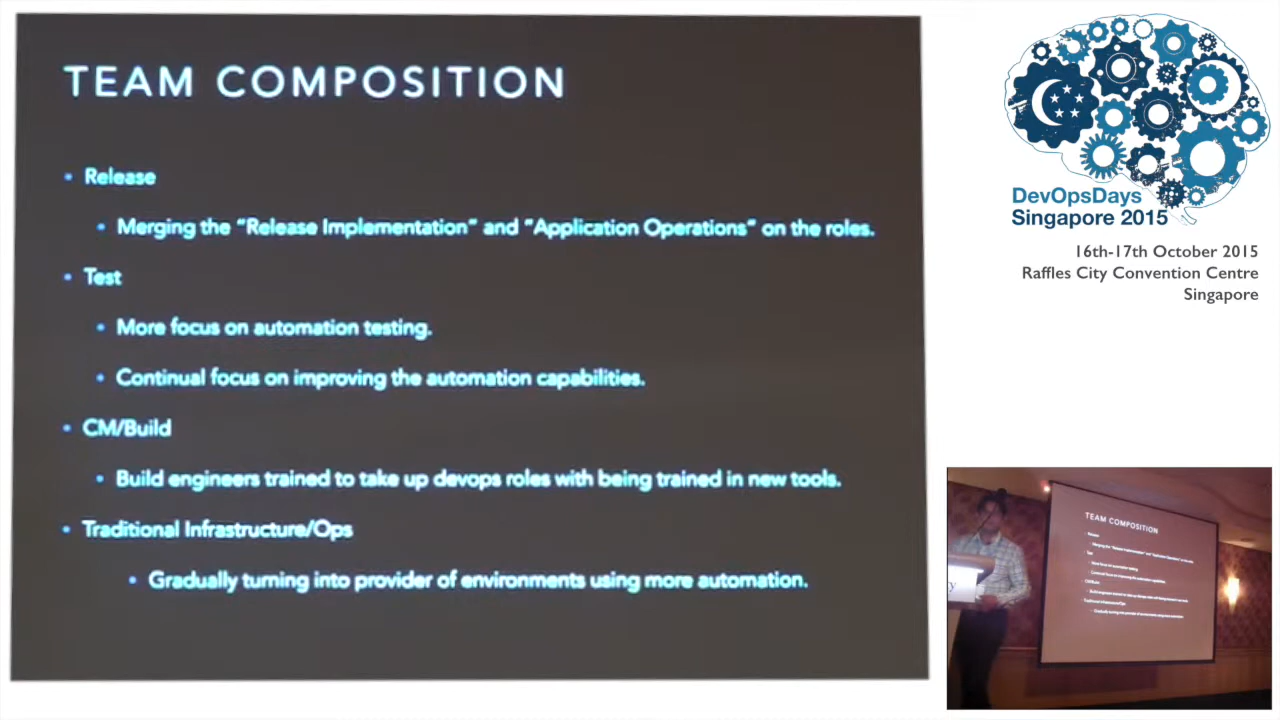 TEAM COMPOSITION
• Release
• Merging the “Release Implementation” and “Application Operations” on the roles.
• Test
• More focus on automation testing.
• Continual focus on improving the automation capabilities.
• CM/Build
• Build engineers trained to take up devops roles with being trained in new tools.
• Traditional Infrastructure/Ops
• Gradually turning into provider of environments using more automation.
DevOpsDays
Singapore 2015
16th-17th October 2015
Raffles City Convention Centre
Singapore
TEAM COMPOSITION